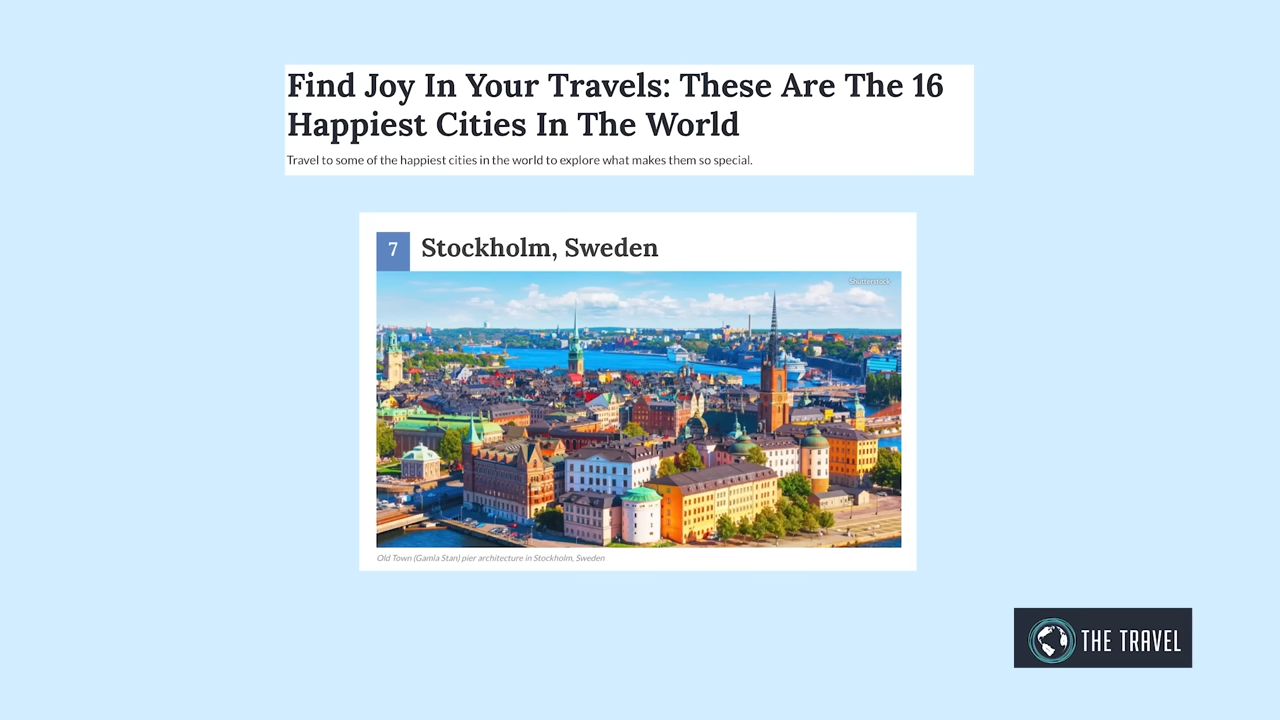 Find Joy In Your Travels: These Are The 16
Happiest Cities In The World
Travel to some of the happiest cities in the world to explore what makes them so special.
7 Stockholm, Sweden
Shutterstock
Old Town (Gamla Stan) pier architecture in Stockholm, Sweden
THE TRAVEL